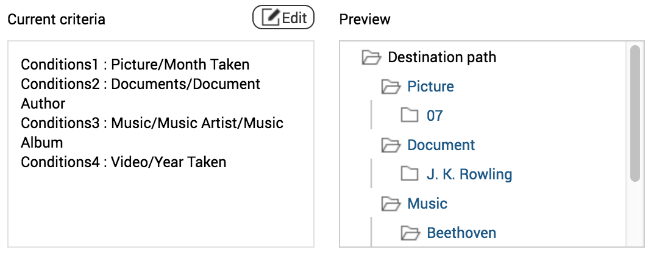 Current criteria
Edit
Preview
Conditions1 : Picture/Month Taken
Conditions2 : Documents/Document
Author
Conditions3 : Music/Music Artist/Music
Album
Conditions4 : Video/Year Taken
Destination path
Picture
07
Document
J. K. Rowling
Music
Beethoven